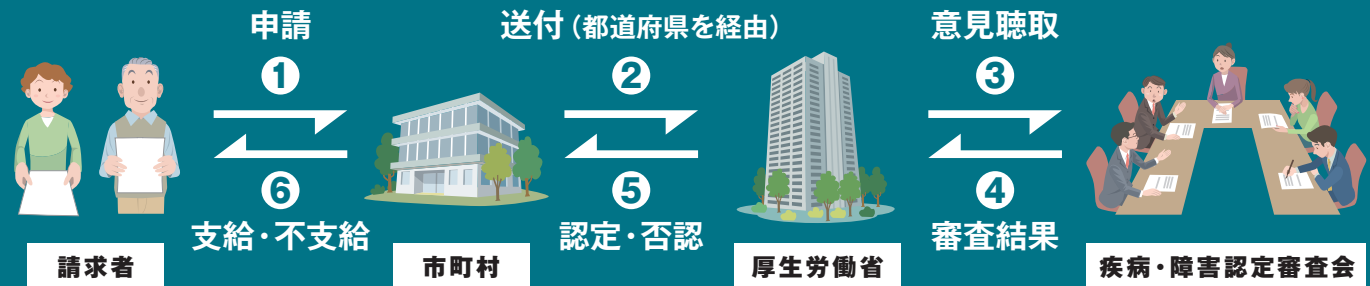 申請
送付（都道府県を経由）
意見聴取
①
②
③
⑥
⑤
④
支給・不支給
認定・否認
審査結果
請求者
市町村
厚生労働省
疾病・障害認定審査会